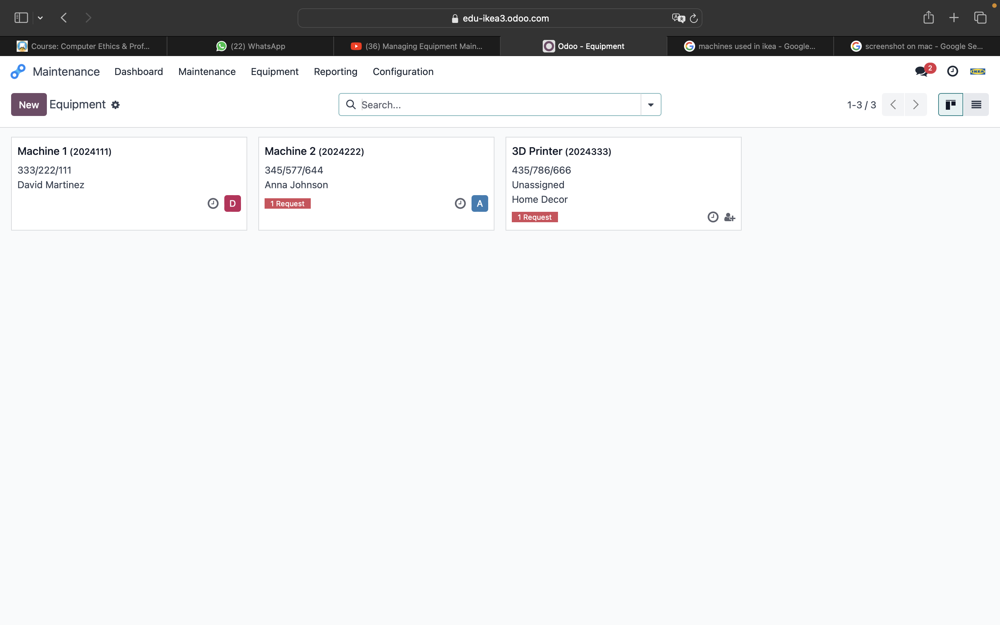 edu-ikea3.odoo.com
Course: Computer Ethics & Prof...
(22) WhatsApp
(36) Managing Equipment Main...
Odoo - Equipment
machines used in ikea - Google...
screenshot on mac - Google Se...
Maintenance
Dashboard
Maintenance
Equipment
Reporting
Configuration
2
IKEA
New
Equipment
Search...
1-3 / 3
Machine 1 (2024111)
333/222/111
David Martinez
D
Machine 2 (2024222)
345/577/644
Anna Johnson
1 Request
A
3D Printer (2024333)
435/786/666
Unassigned
Home Decor
1 Request